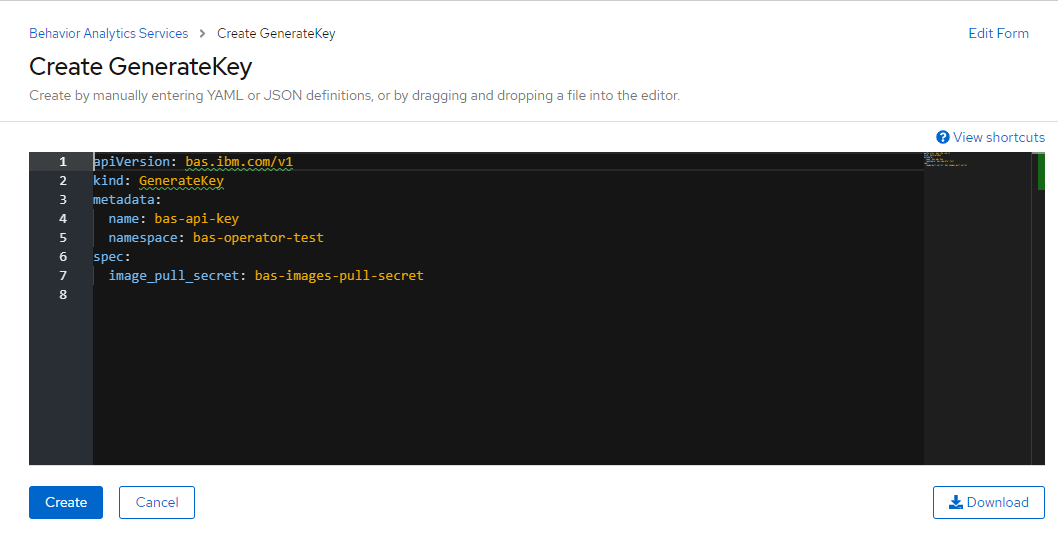 Behavior Analytics Services > Create GenerateKey
Edit Form
Create GenerateKey
Create by manually entering YAML or JSON definitions, or by dragging and dropping a file into the editor.
View shortcuts
1 apiVersion: bas.ibm.com/v1
2 kind: GenerateKey
3 metadata:
4   name: bas-api-key
5   namespace: bas-operator-test
6 spec:
7   image_pull_secret: bas-images-pull-secret
8
Create Cancel Download